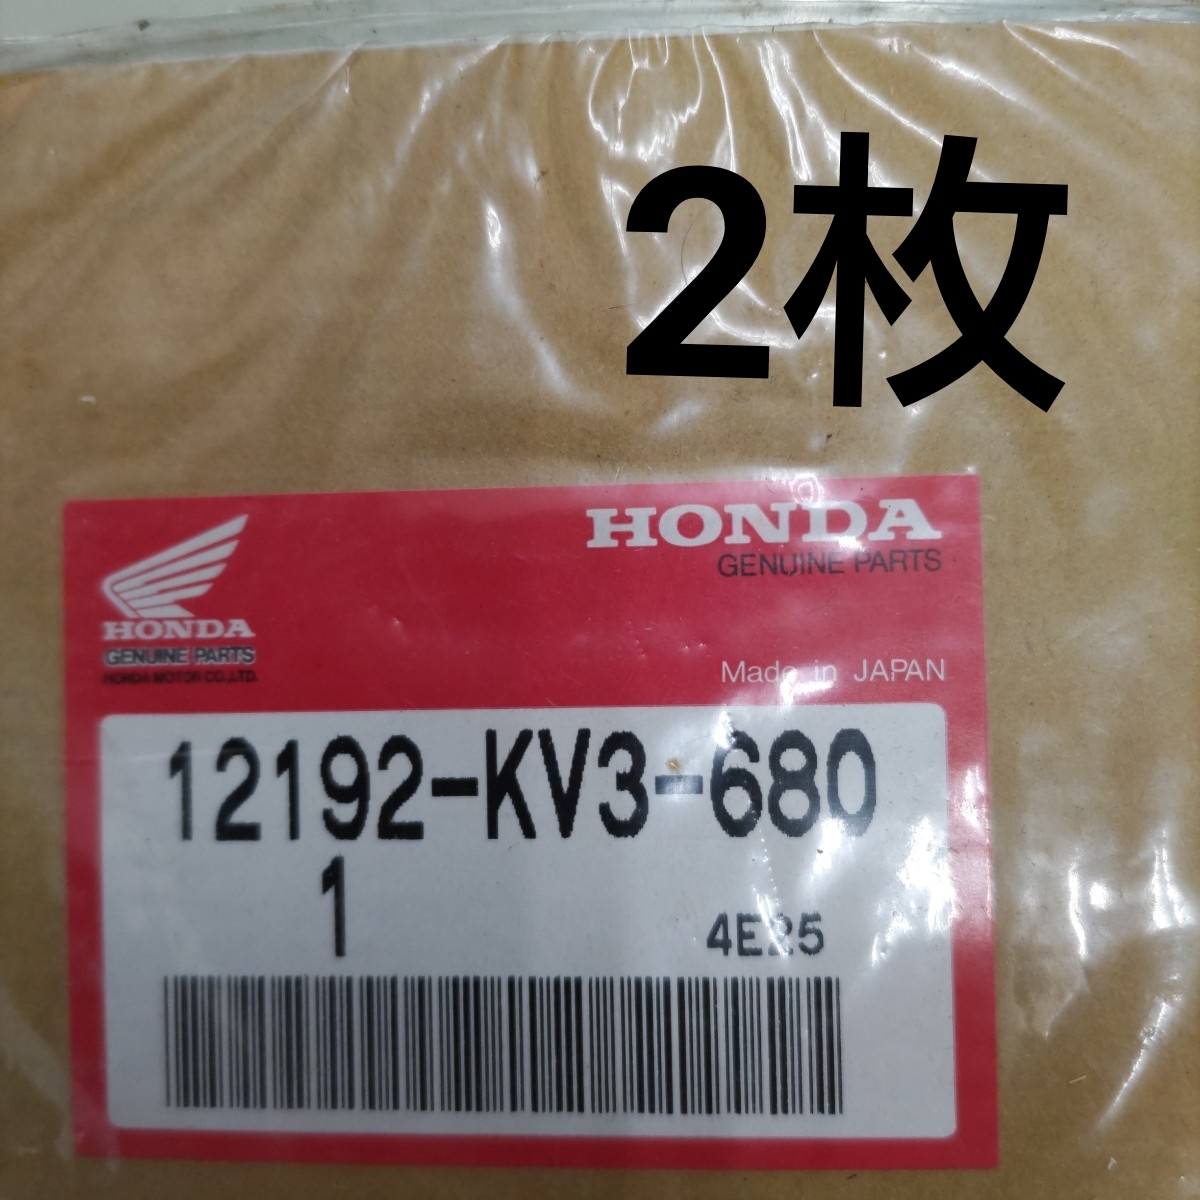 2枚
HONDA
GENUINE PARTS
HONDA
GENUINE PARTS
HONDA MOTOR CO.,LTD.
Made in JAPAN
12192-KV3-680
1
4E25